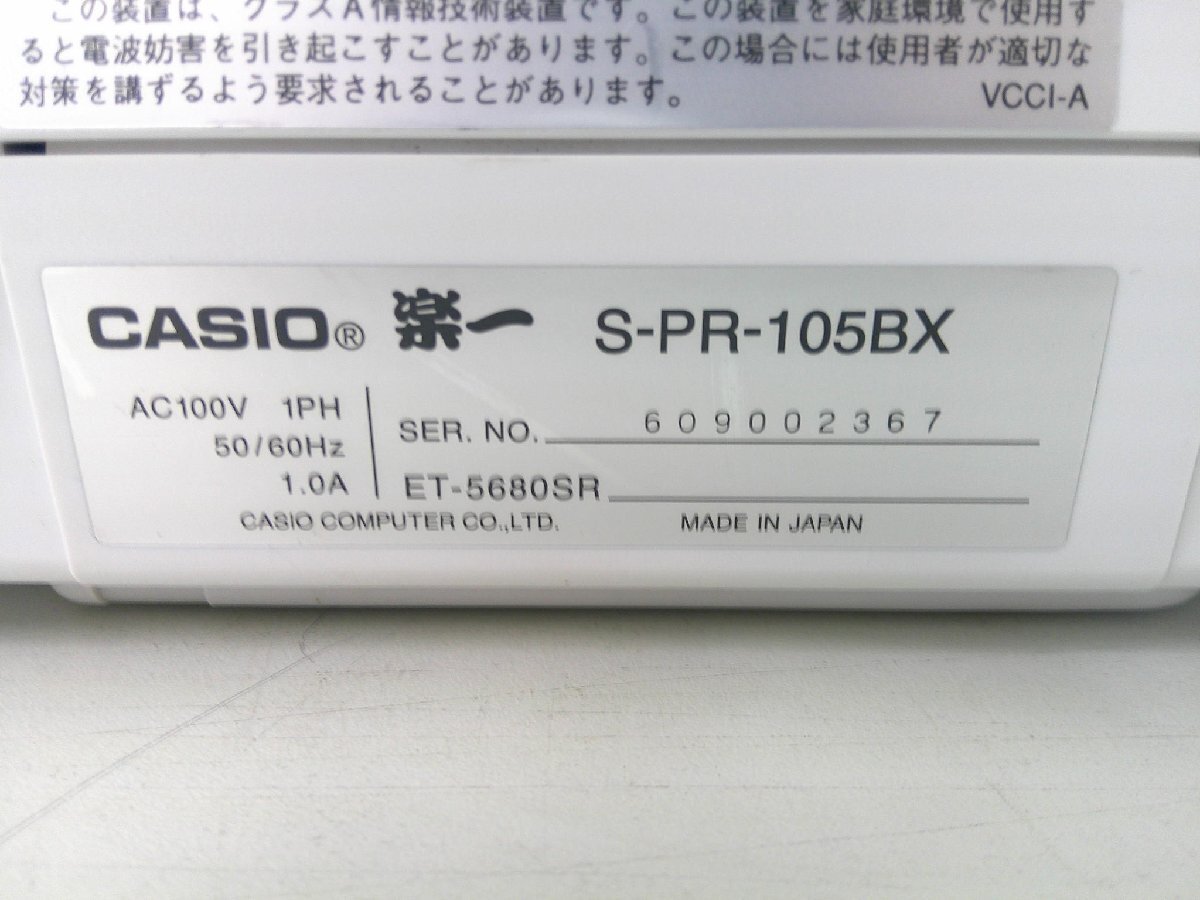 この装置は、クラスA情報技術装置です。この装置を家庭環境で使用す
ると電波妨害を引き起こすことがあります。この場合には使用者が適切な
対策を講ずるよう要求されることがあります。
VCCI-A
CASIO® 楽一 S-PR-105BX
AC100V 1PH
50/60Hz
1.0A
SER. NO. 609002367
ET-5680SR
CASIO COMPUTER CO.,LTD. MADE IN JAPAN